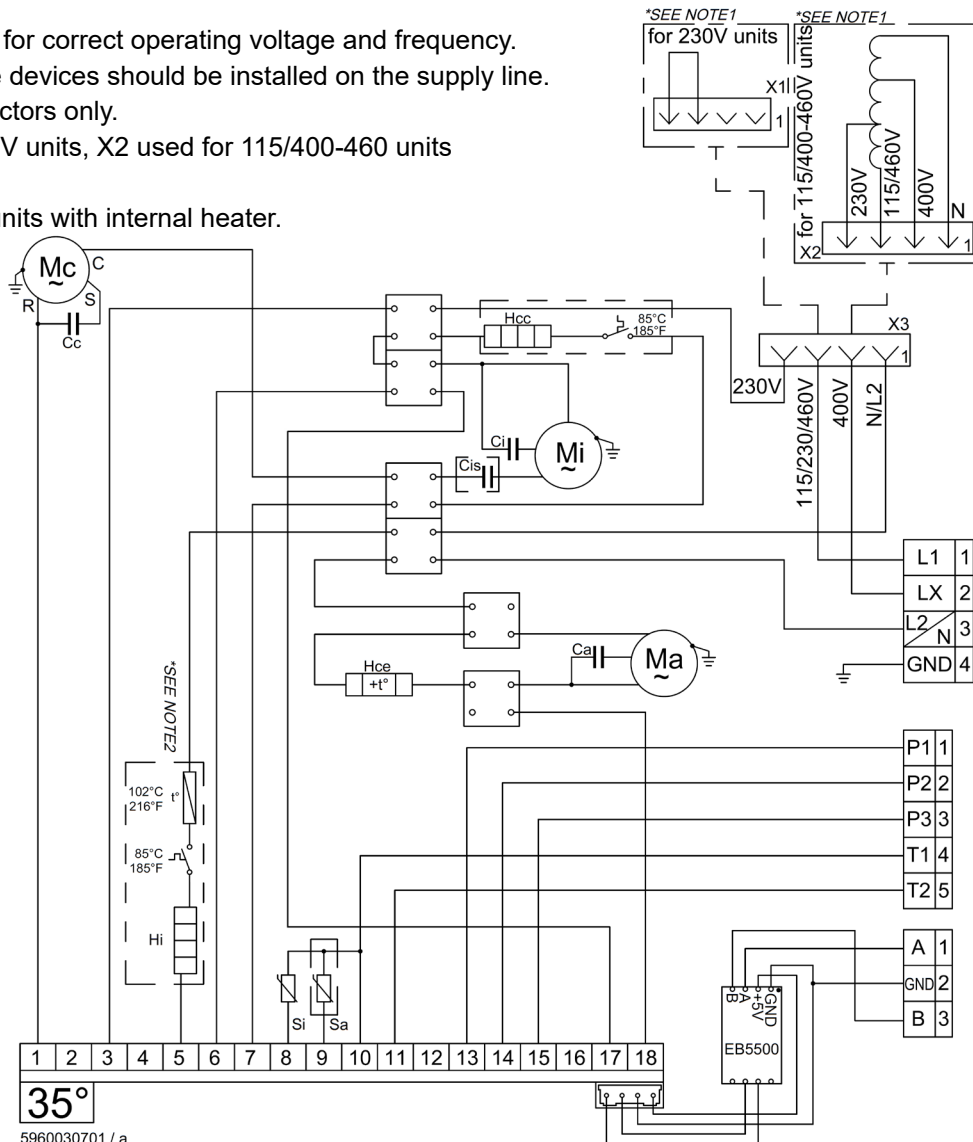 for correct operating voltage and frequency.
devices should be installed on the supply line.
ctors only.
V units, X2 used for 115/400-460 units
units with internal heater.
*SEE NOTE1
for 230V units
X1
1
*SEE NOTE1
for 115/400-460V units
230V
115/460V
400V
N
X2
1
X3
1
230V
115/230/460V
400V
N/L2
Mc
~
C
R
S
Cc
Hcc
85°C
185°F
Ci
Cis
Mi
~
L1 1
LX 2
L2/N 3
GND 4
Hce
+t°
Ca
Ma
~
*SEE NOTE2
102°C
216°F
t°
85°C
185°F
Hi
P1 1
P2 2
P3 3
T1 4
T2 5
A 1
GND 2
B 3
Si
Sa
B
A
+5V
GND
EB5500
1 2 3 4 5 6 7 8 9 10 11 12 13 14 15 16 17 18
35°
5960030701 / a